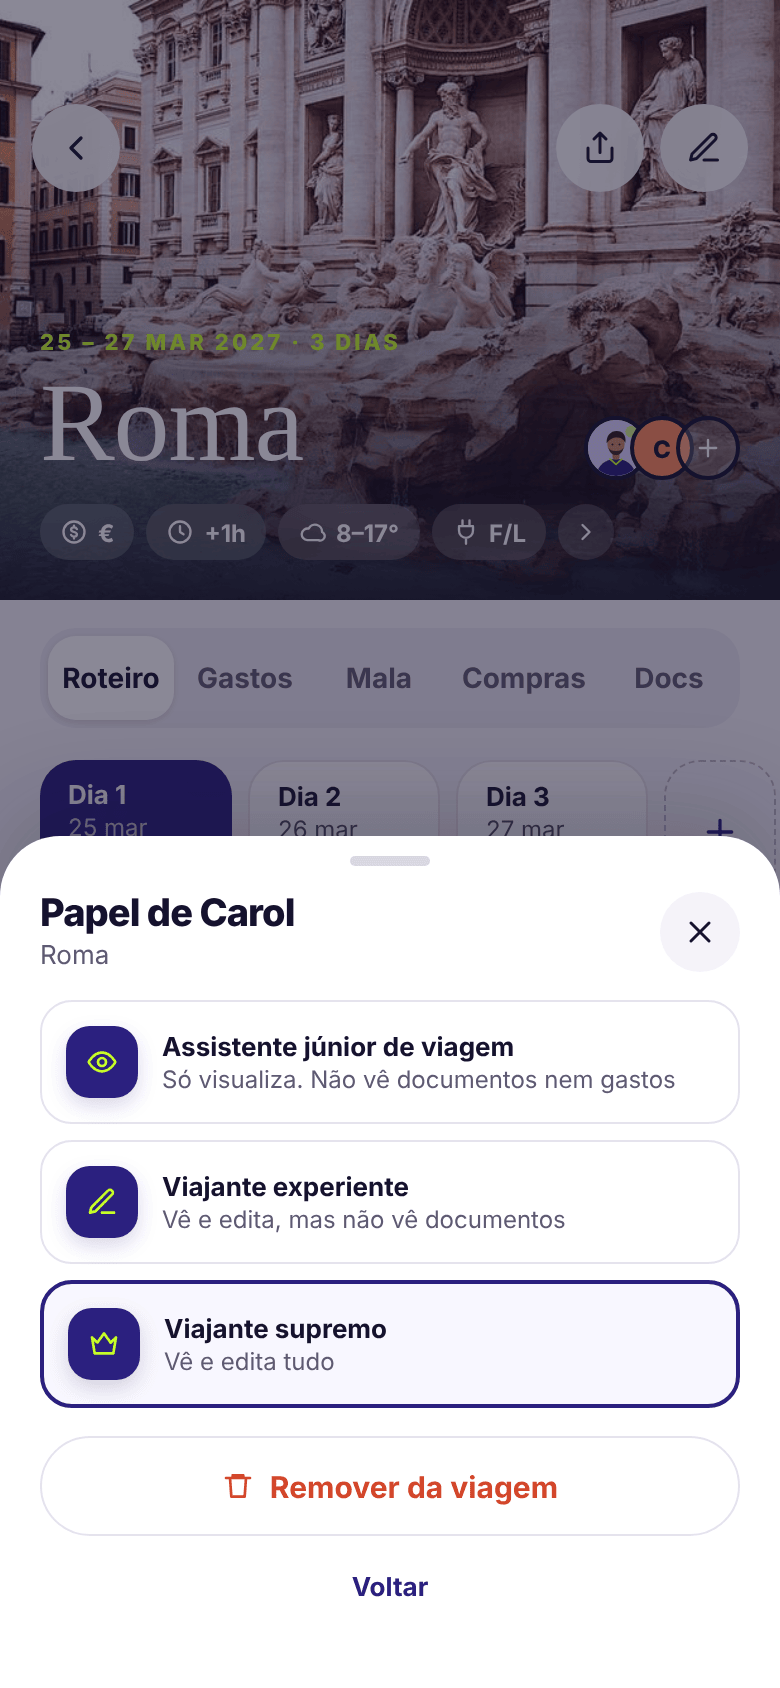 25 – 27 MAR 2027 · 3 DIAS
Roma
C
€
+1h
8–17°
F/L
Roteiro
Gastos
Mala
Compras
Docs
Dia 1
25 mar
Dia 2
26 mar
Dia 3
27 mar
Papel de Carol
Roma
Assistente júnior de viagem
Só visualiza. Não vê documentos nem gastos
Viajante experiente
Vê e edita, mas não vê documentos
Viajante supremo
Vê e edita tudo
Remover da viagem
Voltar